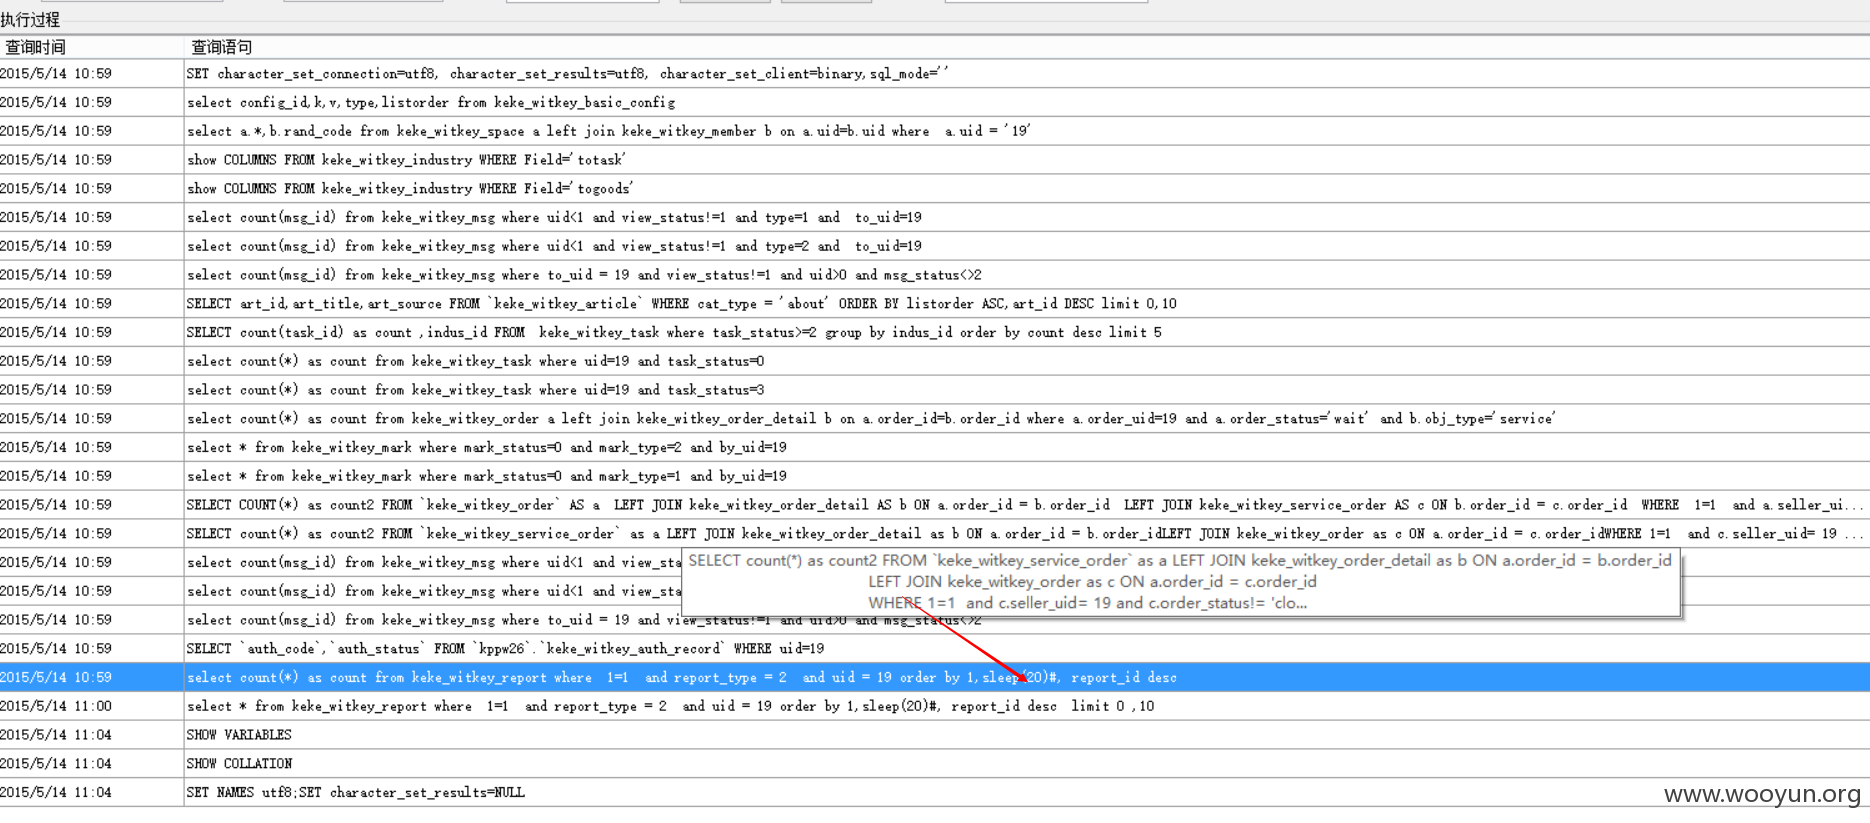 执行过程
查询时间 查询语句
2015/5/14 10:59 SET character_set_connection=utf8, character_set_results=utf8, character_set_client=binary,sql_mode=''
2015/5/14 10:59 select config_id,k,v,type,listorder from keke_witkey_basic_config
2015/5/14 10:59 select a.*,b.rand_code from keke_witkey_space a left join keke_witkey_member b on a.uid=b.uid where  a.uid = '19'
2015/5/14 10:59 show COLUMNS FROM keke_witkey_industry WHERE Field='totask'
2015/5/14 10:59 show COLUMNS FROM keke_witkey_industry WHERE Field='togoods'
2015/5/14 10:59 select count(msg_id) from keke_witkey_msg where uid<1 and view_status!=1 and type=1 and  to_uid=19
2015/5/14 10:59 select count(msg_id) from keke_witkey_msg where uid<1 and view_status!=1 and type=2 and  to_uid=19
2015/5/14 10:59 select count(msg_id) from keke_witkey_msg where to_uid = 19 and view_status!=1 and uid>0 and msg_status<>2
2015/5/14 10:59 SELECT art_id,art_title,art_source FROM `keke_witkey_article` WHERE cat_type = 'about' ORDER BY listorder ASC,art_id DESC limit 0,10
2015/5/14 10:59 SELECT count(task_id) as count ,indus_id FROM  keke_witkey_task where task_status>=2 group by indus_id order by count desc limit 5
2015/5/14 10:59 select count(*) as count from keke_witkey_task where uid=19 and task_status=0
2015/5/14 10:59 select count(*) as count from keke_witkey_task where uid=19 and task_status=3
2015/5/14 10:59 select count(*) as count from keke_witkey_order a left join keke_witkey_order_detail b on a.order_id=b.order_id where a.order_uid=19 and a.order_status='wait' and b.obj_type='service'
2015/5/14 10:59 select * from keke_witkey_mark where mark_status=0 and mark_type=2 and by_uid=19
2015/5/14 10:59 select * from keke_witkey_mark where mark_status=0 and mark_type=1 and by_uid=19
2015/5/14 10:59 SELECT COUNT(*) as count2 FROM `keke_witkey_order` AS a  LEFT JOIN keke_witkey_order_detail AS b ON a.order_id = b.order_id  LEFT JOIN keke_witkey_service_order AS c ON b.order_id = c.order_id  WHERE  1=1  and a.seller_ui...
2015/5/14 10:59 SELECT count(*) as count2 FROM `keke_witkey_service_order` as a LEFT JOIN keke_witkey_order_detail as b ON a.order_id = b.order_idLEFT JOIN keke_witkey_order as c ON a.order_id = c.order_idWHERE 1=1  and c.seller_uid= 19 ...
2015/5/14 10:59 select count(msg_id) from keke_witkey_msg where uid<1 and view_sta
SELECT count(*) as count2 FROM `keke_witkey_service_order` as a LEFT JOIN keke_witkey_order_detail as b ON a.order_id = b.order_id
LEFT JOIN keke_witkey_order as c ON a.order_id = c.order_id
WHERE 1=1  and c.seller_uid= 19 and c.order_status!= 'clo...
2015/5/14 10:59 select count(msg_id) from keke_witkey_msg where uid<1 and view_sta
2015/5/14 10:59 select count(msg_id) from keke_witkey_msg where to_uid = 19 and view_status!=1 and uid>0 and msg_status<>2
2015/5/14 10:59 SELECT `auth_code`,`auth_status` FROM `kppw26`.`keke_witkey_auth_record` WHERE uid=19
2015/5/14 10:59 select count(*) as count from keke_witkey_report where  1=1  and report_type = 2  and uid = 19 order by 1,sleep(20)#, report_id desc
2015/5/14 11:00 select * from keke_witkey_report where  1=1  and report_type = 2  and uid = 19 order by 1,sleep(20)#, report_id desc  limit 0 ,10
2015/5/14 11:04 SHOW VARIABLES
2015/5/14 11:04 SHOW COLLATION
2015/5/14 11:04 SET NAMES utf8;SET character_set_results=NULL
www.wooyun.org